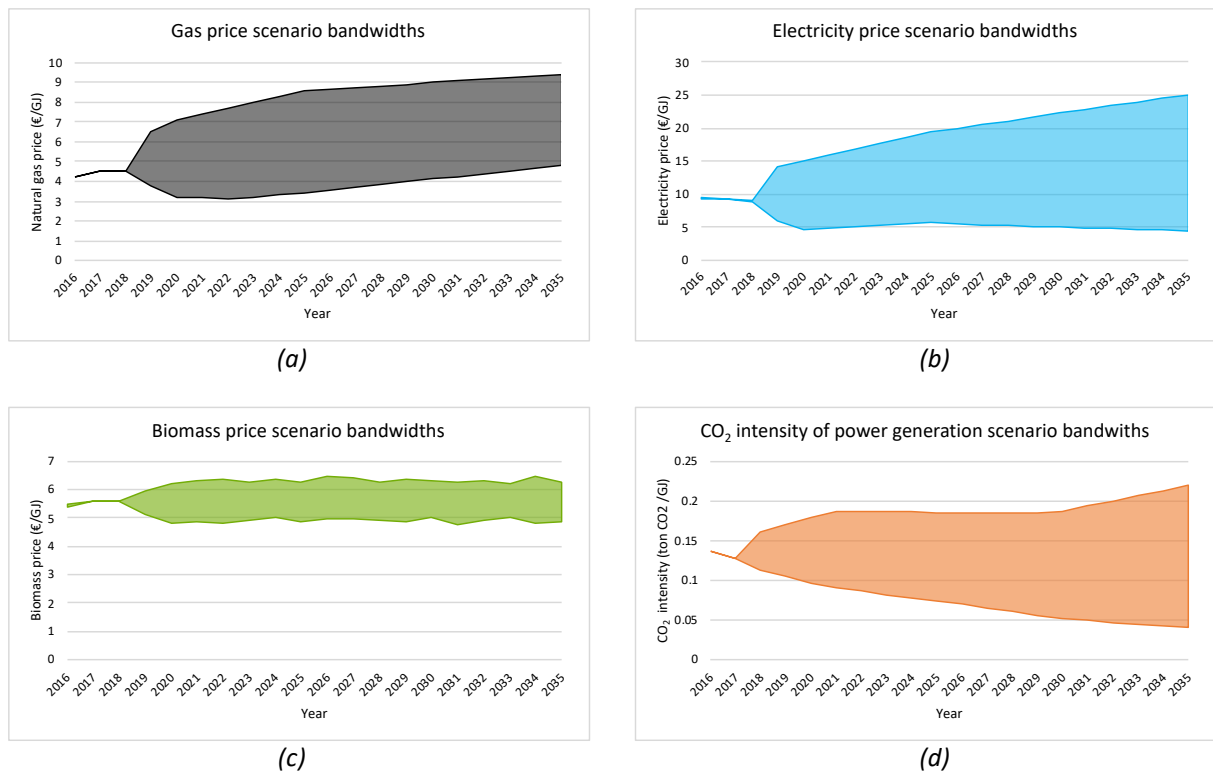 Gas price scenario bandwidths
Natural gas price (€/GJ)
10
9
8
7
6
5
4
3
2
1
0
2016 2017 2018 2019 2020 2021 2022 2023 2024 2025 2026 2027 2028 2029 2030 2031 2032 2033 2034 2035
Year
(a)
Electricity price scenario bandwidths
Electricity price (€/GJ)
30
25
20
15
10
5
0
2016 2017 2018 2019 2020 2021 2022 2023 2024 2025 2026 2027 2028 2029 2030 2031 2032 2033 2034 2035
Year
(b)
Biomass price scenario bandwidths
Biomass price (€/GJ)
7
6
5
4
3
2
1
0
2016 2017 2018 2019 2020 2021 2022 2023 2024 2025 2026 2027 2028 2029 2030 2031 2032 2033 2034 2035
Year
(c)
CO₂ intensity of power generation scenario bandwidths
CO₂ intensity (ton CO2 /GJ)
0.25
0.2
0.15
0.1
0.05
0
2016 2017 2018 2019 2020 2021 2022 2023 2024 2025 2026 2027 2028 2029 2030 2031 2032 2033 2034 2035
Year
(d)